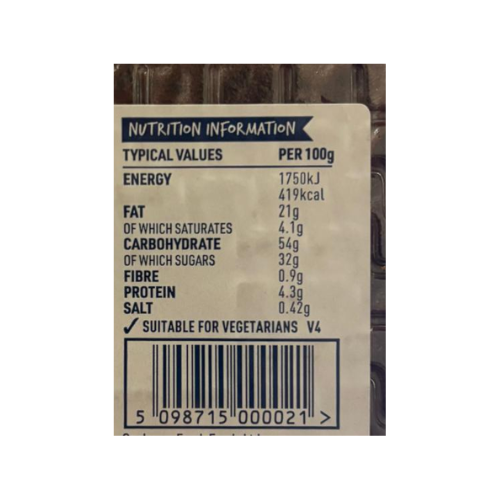 NUTRITION INFORMATION
TYPICAL VALUES PER 100g
ENERGY 1750kJ
419kcal
FAT 21g
OF WHICH SATURATES 4.1g
CARBOHYDRATE 54g
OF WHICH SUGARS 32g
FIBRE 0.9g
PROTEIN 4.3g
SALT 0.42g
✓ SUITABLE FOR VEGETARIANS V4
5 098715 000021 >